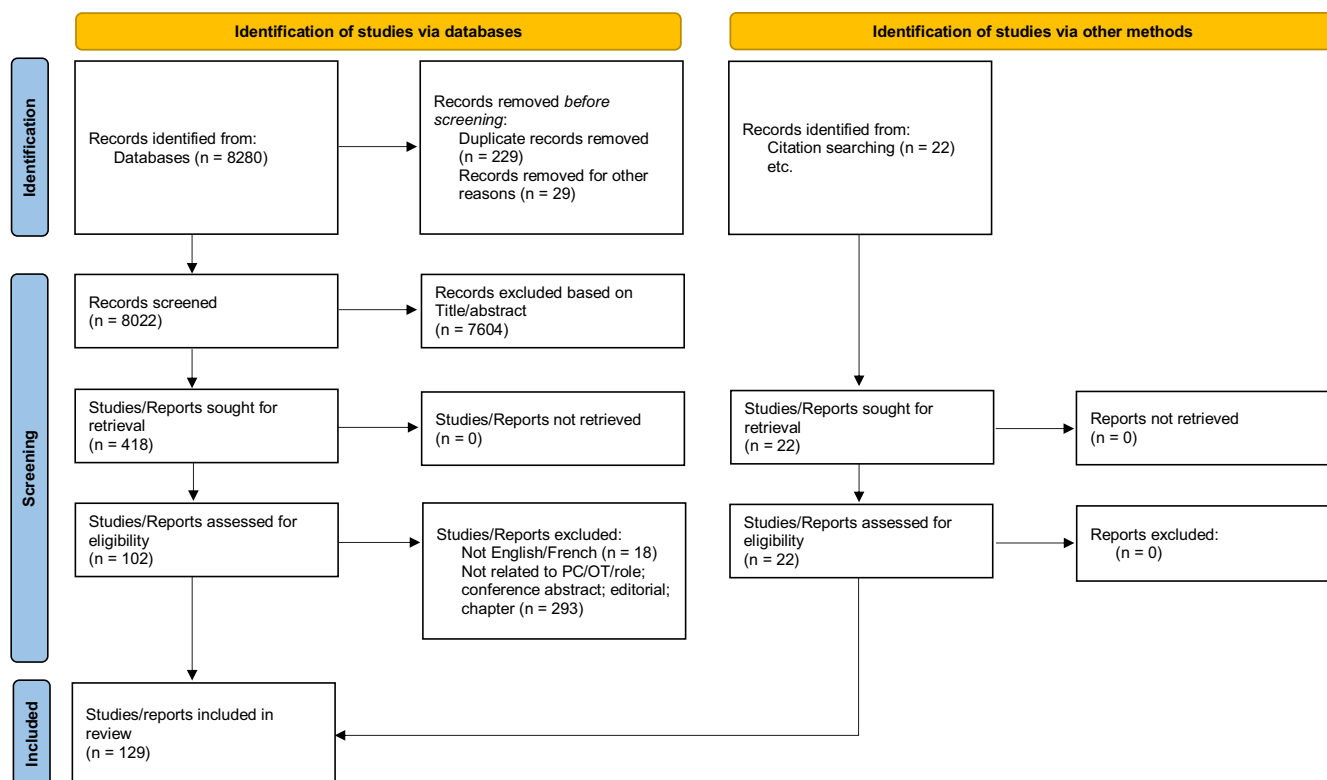 Identification of studies via databases
Identification of studies via other methods
Identification
Records identified from:
Databases (n = 8280)
Records removed before
screening:
Duplicate records removed
(n = 229)
Records removed for other
reasons (n = 29)
Records identified from:
Citation searching (n = 22)
etc.
Screening
Records screened
(n = 8022)
Records excluded based on
Title/abstract
(n = 7604)
Studies/Reports sought for
retrieval
(n = 418)
Studies/Reports not retrieved
(n = 0)
Studies/Reports sought for
retrieval
(n = 22)
Reports not retrieved
(n = 0)
Studies/Reports assessed for
eligibility
(n = 102)
Studies/Reports excluded:
Not English/French (n = 18)
Not related to PC/OT/role;
conference abstract; editorial;
chapter (n = 293)
Studies/Reports assessed for
eligibility
(n = 22)
Reports excluded:
(n = 0)
Included
Studies/reports included in
review
(n = 129)